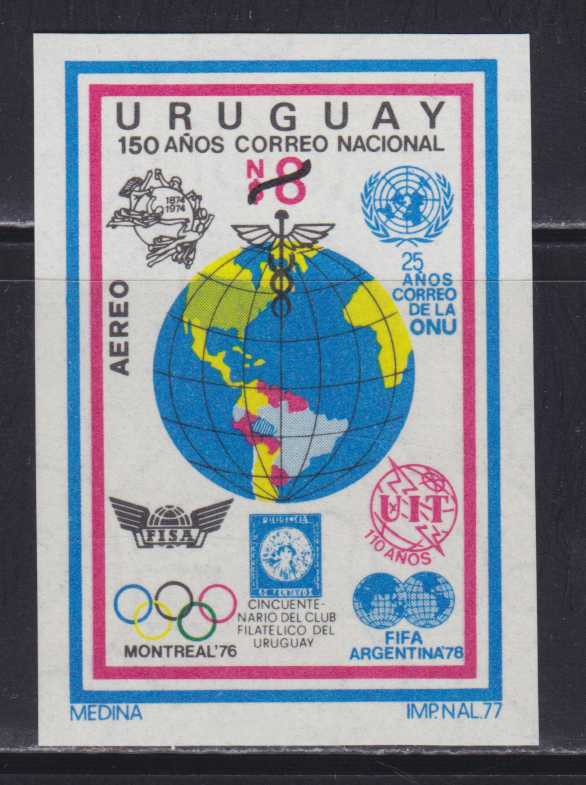 URUGUAY
150 AÑOS CORREO NACIONAL
N$ 8
1874
1974
25
AÑOS
CORREO
DE LA
ONU
AEREO
FISA
UIT
110 AÑOS
CINCUENTE-
NARIO DEL CLUB
FILATELICO DEL
URUGUAY
MONTREAL'76
FIFA
ARGENTINA'78
MEDINA
IMP.NAL.77